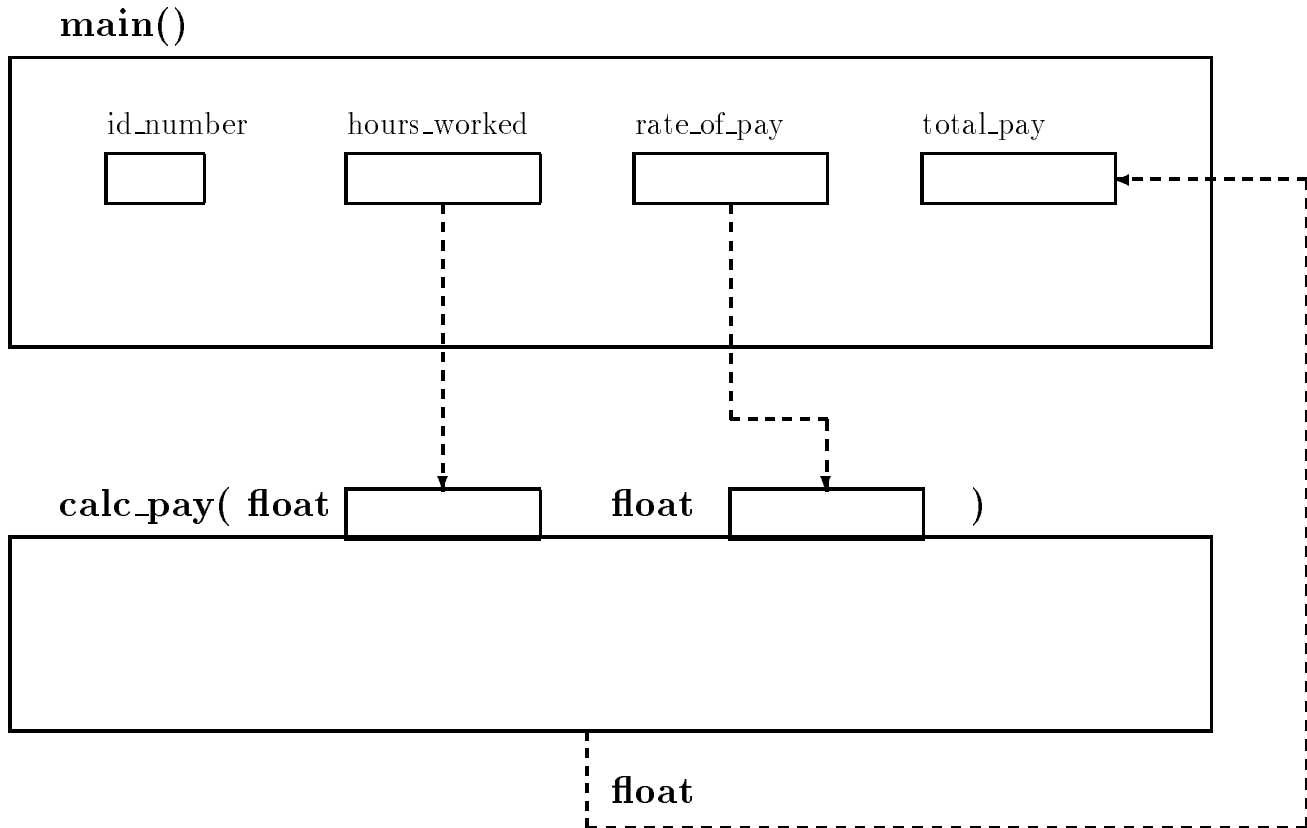 main()
id_number hours_worked rate_of_pay total_pay
calc_pay( float float )
float